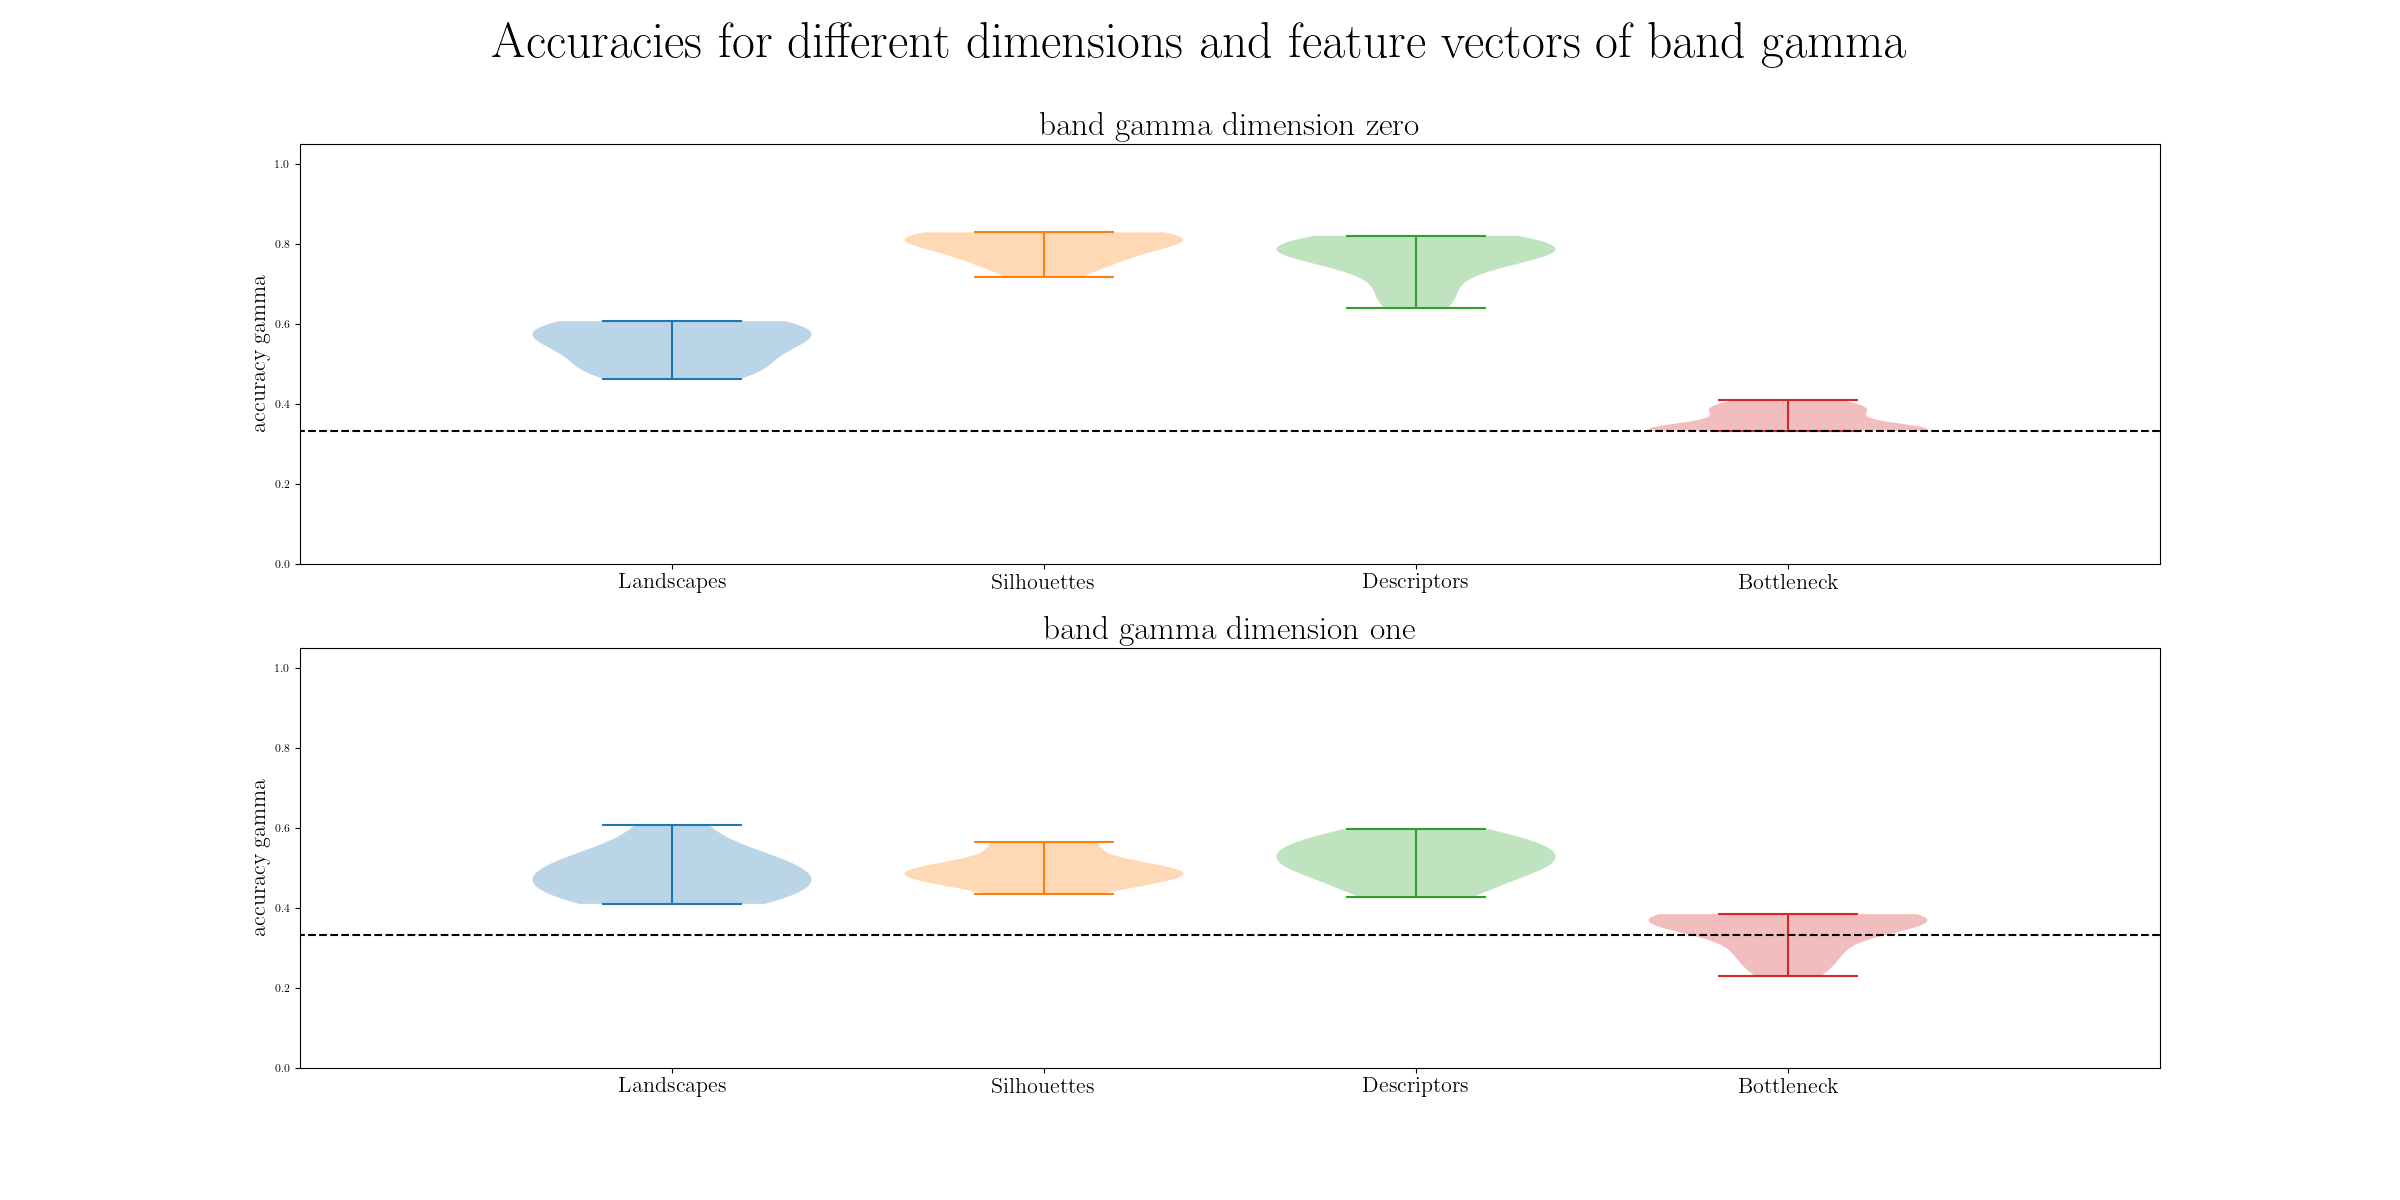 Accuracies for different dimensions and feature vectors of band gamma
band gamma dimension zero
1.0
0.8
0.6
0.4
0.2
0.0
accuracy gamma
Landscapes Silhouettes Descriptors Bottleneck
band gamma dimension one
1.0
0.8
0.6
0.4
0.2
0.0
accuracy gamma
Landscapes Silhouettes Descriptors Bottleneck